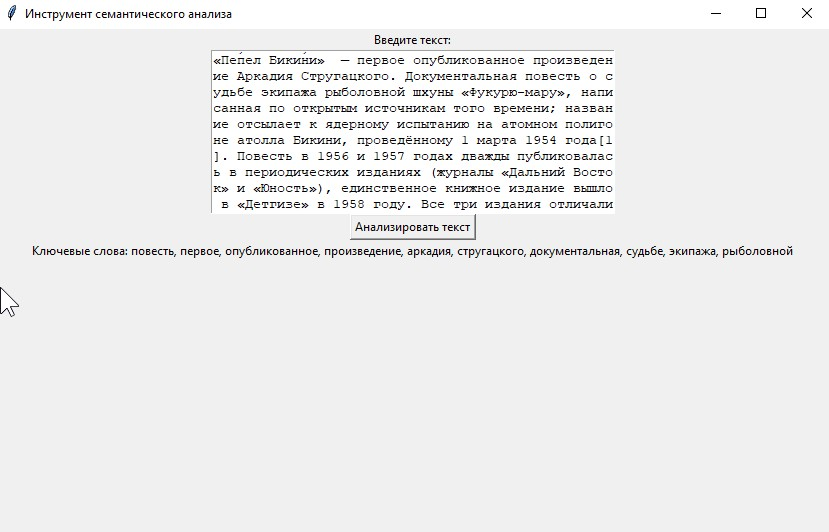 Инструмент семантического анализа
Введите текст:
«Пе́пел Бикини́»  — первое опубликованное произведен
ие Аркадия Стругацкого. Документальная повесть о с
удьбе экипажа рыболовной шхуны «Фукурю-мару», напи
санная по открытым источникам того времени; назван
ие отсылает к ядерному испытанию на атомном полиго
не атолла Бикини, проведённому 1 марта 1954 года[1
]. Повесть в 1956 и 1957 годах дважды публиковалас
ь в периодических изданиях (журналы «Дальний Восто
к» и «Юность»), единственное книжное издание вышло
 в «Детгизе» в 1958 году. Все три издания отличали
Анализировать текст
Ключевые слова: повесть, первое, опубликованное, произведение, аркадия, стругацкого, документальная, судьбе, экипажа, рыболовной